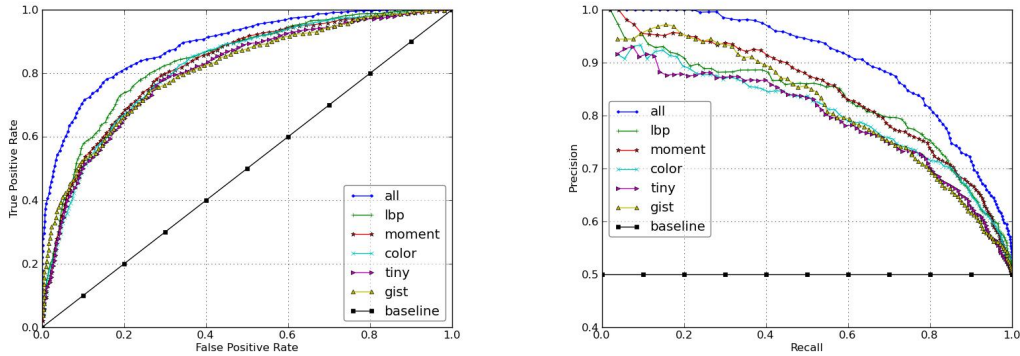 True Positive Rate
1.0
0.8
0.6
0.4
0.2
0.0
0.0 0.2 0.4 0.6 0.8 1.0
False Positive Rate
all
lbp
moment
color
tiny
gist
baseline
Precision
1.0
0.9
0.8
0.7
0.6
0.5
0.4
0.0 0.2 0.4 0.6 0.8 1.0
Recall
all
lbp
moment
color
tiny
gist
baseline